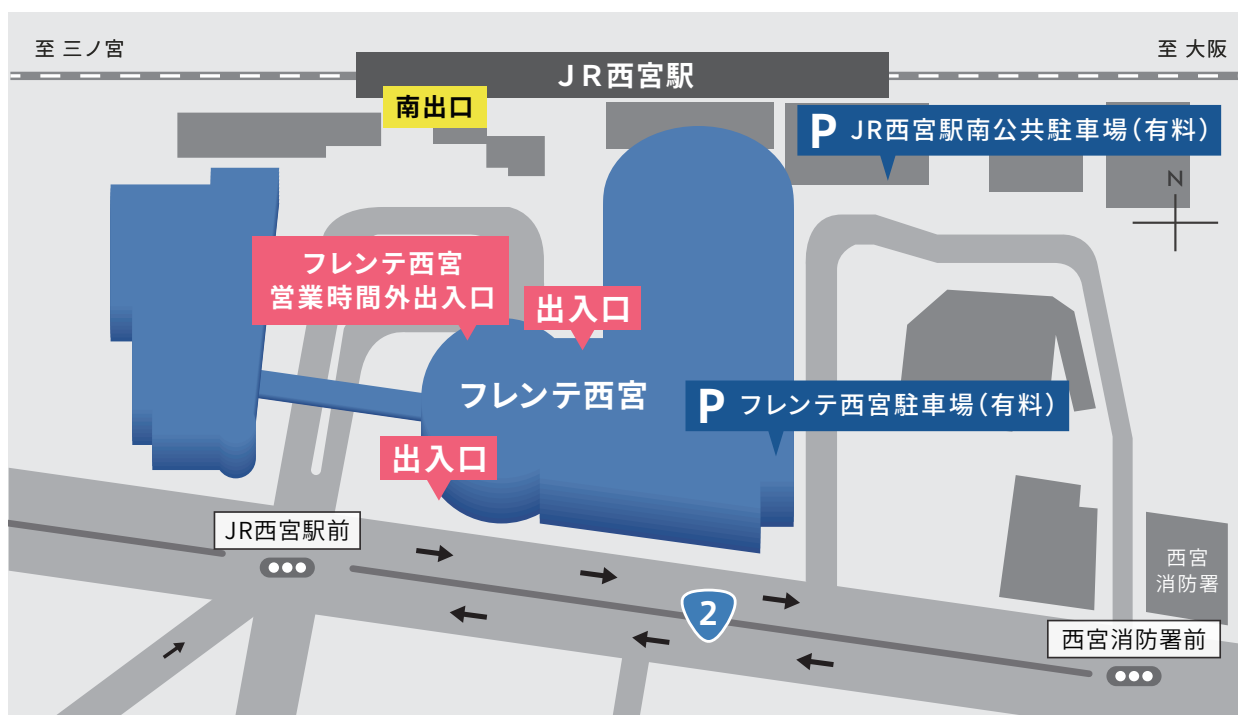 至 三ノ宮
至 大阪
JR西宮駅
南出口
P JR西宮駅南公共駐車場(有料)
N
フレンテ西宮
営業時間外出入口
出入口
フレンテ西宮
P フレンテ西宮駐車場(有料)
出入口
JR西宮駅前
西宮
消防署
2
西宮消防署前